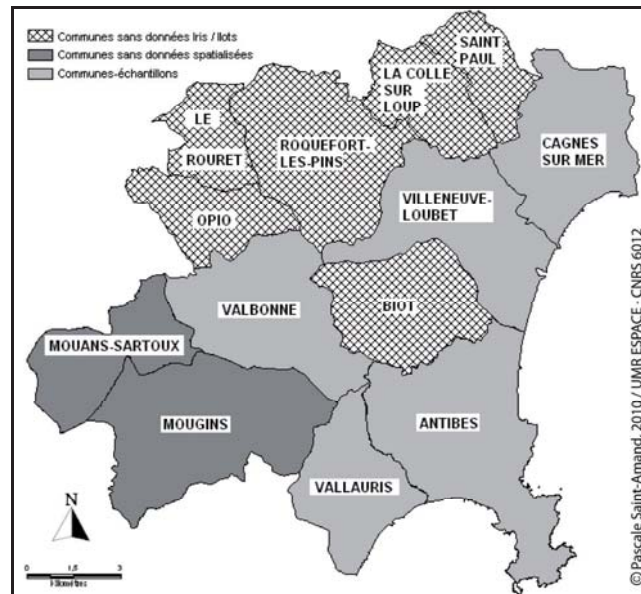 Communes sans données Iris / Ilots
Communes sans données spatialisées
Communes-échantillons
SAINT
PAUL
LA COLLE
SUR
LOUP
CAGNES
SUR MER
LE
ROURET
ROQUEFORT-
LES-PINS
VILLENEUVE-
LOUBET
OPIO
BIOT
VALBONNE
MOUANS-SARTOUX
MOUGINS
ANTIBES
VALLAURIS
N
0 1,5 3
Kilomètres
© Pascale Saint-Amand, 2010 / UMR ESPACE - CNRS 6012